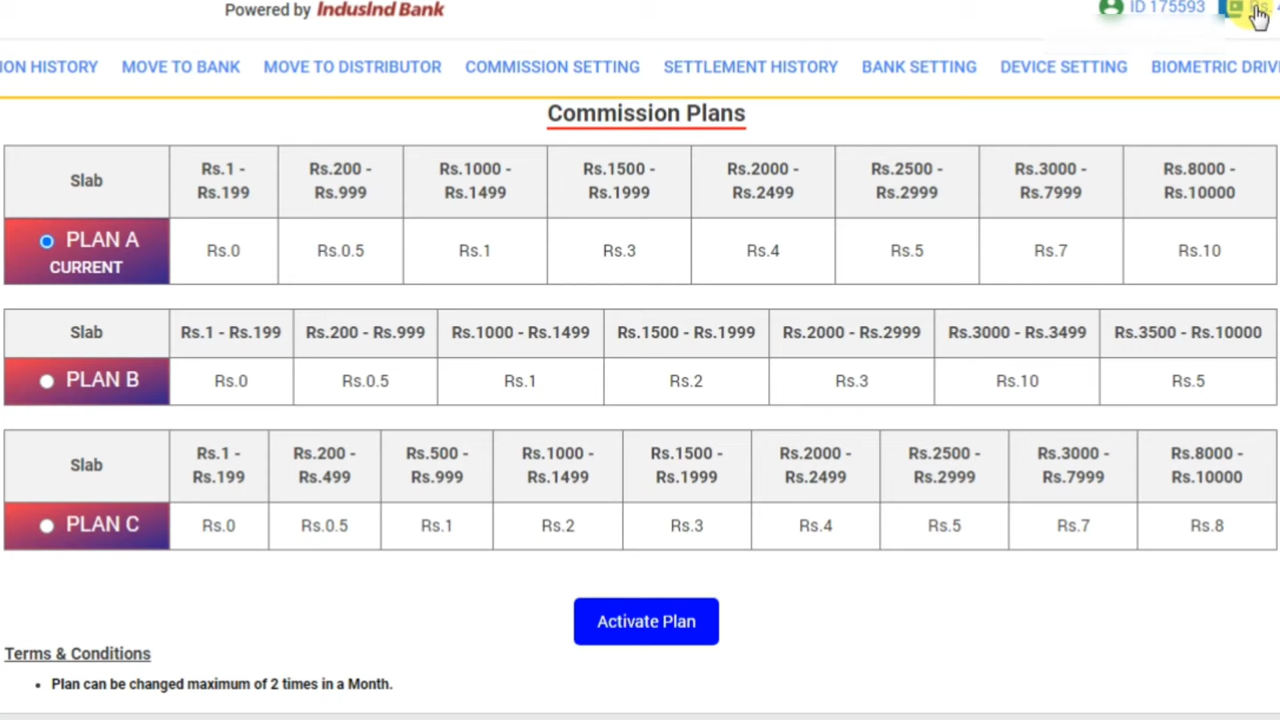 Powered by IndusInd Bank
ID 175593 Rs.
ION HISTORY MOVE TO BANK MOVE TO DISTRIBUTOR COMMISSION SETTING SETTLEMENT HISTORY BANK SETTING DEVICE SETTING BIOMETRIC DRIV
Commission Plans
Slab Rs.1 - Rs.199 Rs.200 - Rs.999 Rs.1000 - Rs.1499 Rs.1500 - Rs.1999 Rs.2000 - Rs.2499 Rs.2500 - Rs.2999 Rs.3000 - Rs.7999 Rs.8000 - Rs.10000
PLAN A CURRENT Rs.0 Rs.0.5 Rs.1 Rs.3 Rs.4 Rs.5 Rs.7 Rs.10
Slab Rs.1 - Rs.199 Rs.200 - Rs.999 Rs.1000 - Rs.1499 Rs.1500 - Rs.1999 Rs.2000 - Rs.2999 Rs.3000 - Rs.3499 Rs.3500 - Rs.10000
PLAN B Rs.0 Rs.0.5 Rs.1 Rs.2 Rs.3 Rs.10 Rs.5
Slab Rs.1 - Rs.199 Rs.200 - Rs.499 Rs.500 - Rs.999 Rs.1000 - Rs.1499 Rs.1500 - Rs.1999 Rs.2000 - Rs.2499 Rs.2500 - Rs.2999 Rs.3000 - Rs.7999 Rs.8000 - Rs.10000
PLAN C Rs.0 Rs.0.5 Rs.1 Rs.2 Rs.3 Rs.4 Rs.5 Rs.7 Rs.8
Activate Plan
Terms & Conditions
• Plan can be changed maximum of 2 times in a Month.